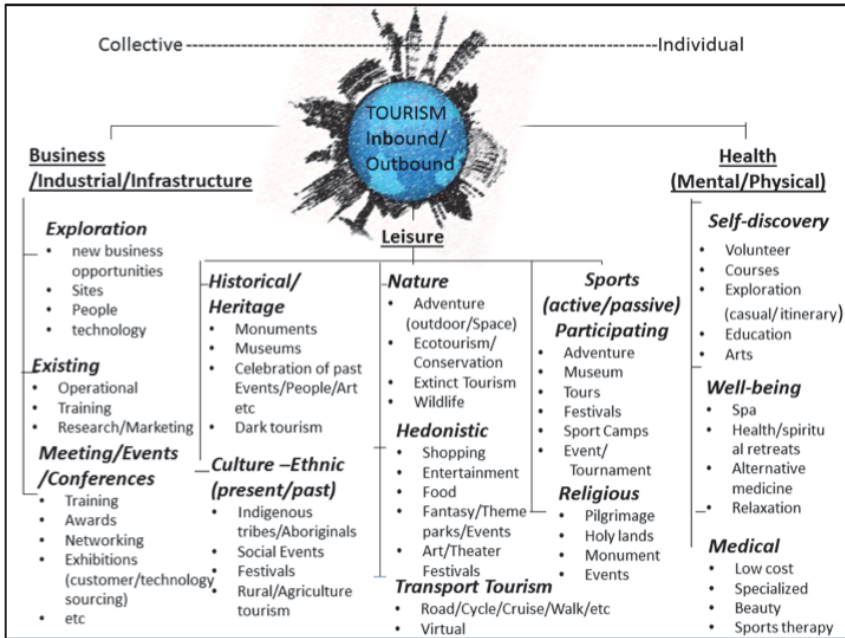 Collective
Individual
TOURISM
Inbound/
Outbound
Business
/Industrial/Infrastructure
Exploration
• new business
opportunities
• Sites
• People
• technology
Existing
• Operational
• Training
• Research/Marketing
Meeting/Events
/Conferences
• Training
• Awards
• Networking
• Exhibitions
(customer/technology
sourcing)
• etc
Leisure
Historical/
Heritage
• Monuments
• Museums
• Celebration of past
Events/People/Art
etc
• Dark tourism
Culture –Ethnic
(present/past)
• Indigenous
tribes/Aboriginals
• Social Events
• Festivals
• Rural/Agriculture
tourism
Nature
• Adventure
(outdoor/Space)
• Ecotourism/
Conservation
• Extinct Tourism
• Wildlife
Hedonistic
• Shopping
• Entertainment
• Food
• Fantasy/Theme
parks/Events
• Art/Theater
Festivals
Transport Tourism
• Road/Cycle/Cruise/Walk/etc
• Virtual
Sports
(active/passive)
Participating
• Adventure
• Museum
• Tours
• Festivals
• Sport Camps
• Event/
Tournament
Religious
• Pilgrimage
• Holy lands
• Monument
• Events
Health
(Mental/Physical)
Self-discovery
• Volunteer
• Courses
• Exploration
(casual/itinerary)
• Education
• Arts
Well-being
• Spa
• Health/spiritu
al retreats
• Alternative
medicine
• Relaxation
Medical
• Low cost
• Specialized
• Beauty
• Sports therapy